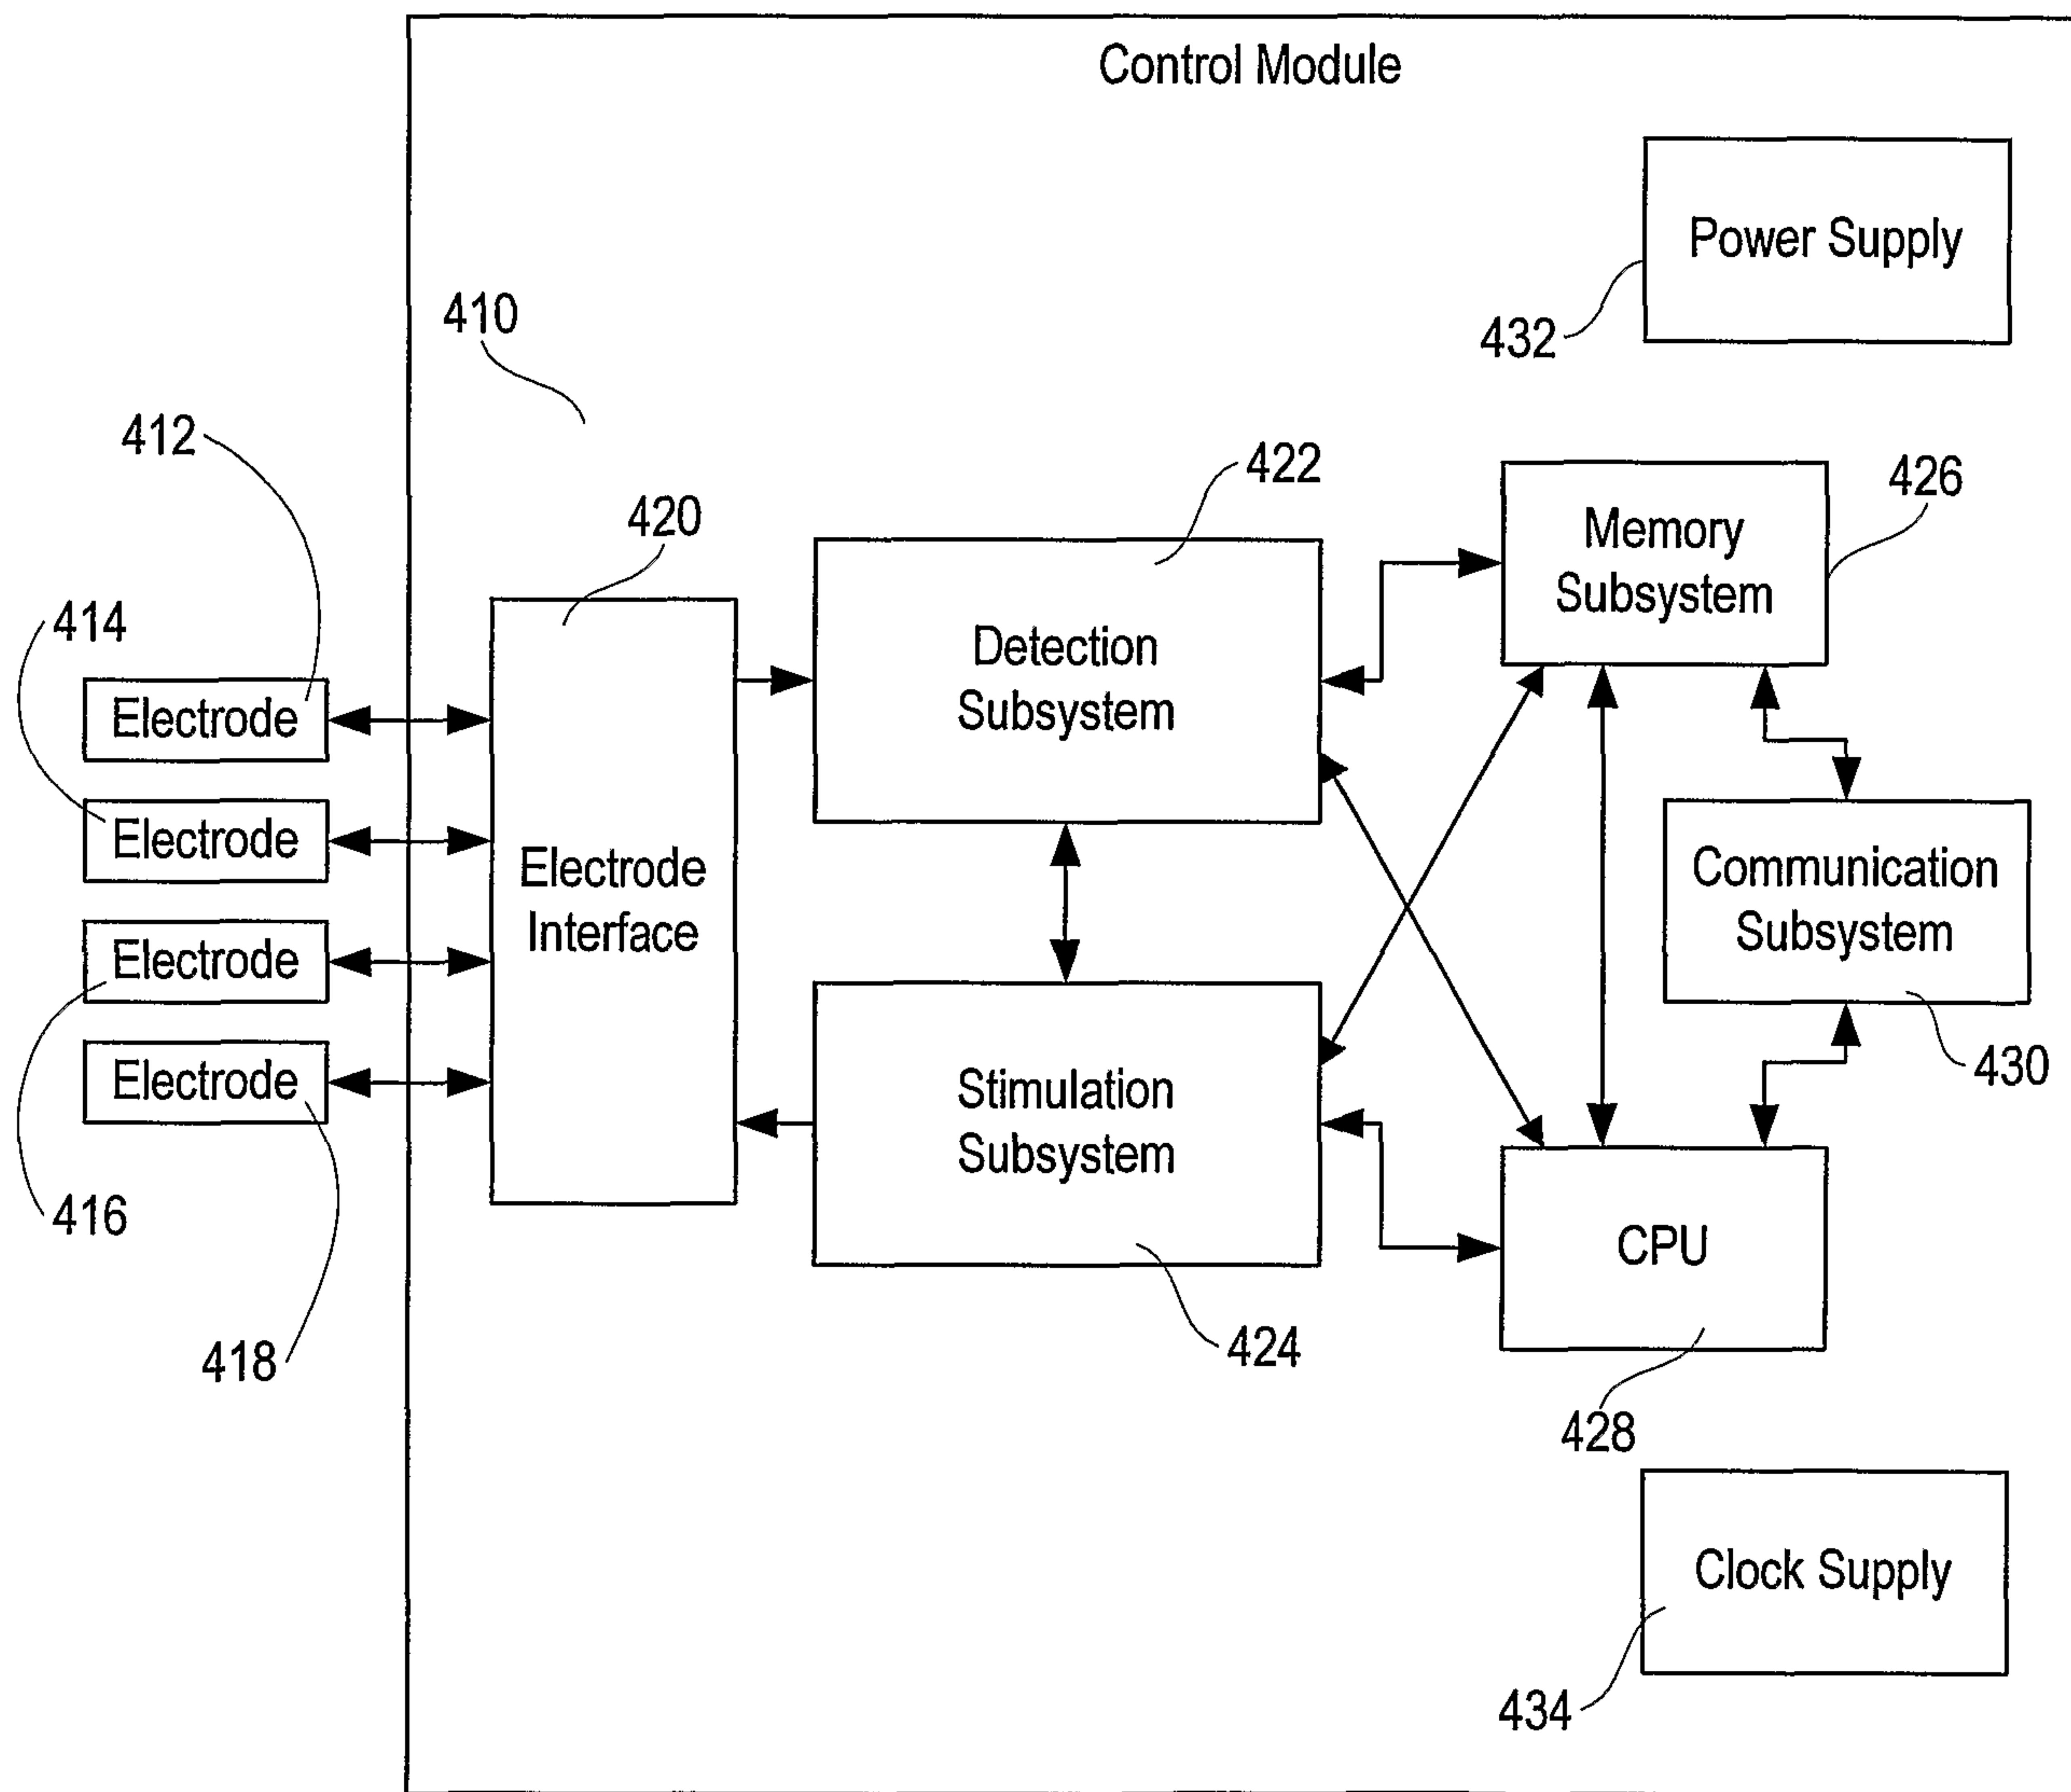 Control Module
Power Supply
432
410
412
422
426
420
Memory
Subsystem
414
Detection
Subsystem
Electrode
Electrode
Electrode
Electrode
Electrode
Interface
Communication
Subsystem
430
Stimulation
Subsystem
416
CPU
418
424
428
Clock Supply
434